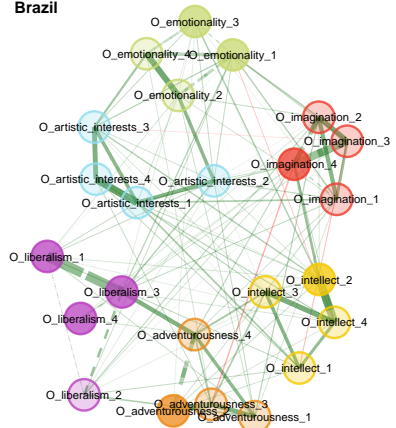 Brazil
O_emotionality_3
O_emotionality_4
O_emotionality_1
O_emotionality_2
O_imagination_2
O_artistic_interests_3
O_imagination_3
O_imagination_4
O_artistic_interests_4
O_artistic_interests_2
O_imagination_1
O_artistic_interests_1
O_liberalism_1
O_intellect_2
O_liberalism_3
O_intellect_3
O_liberalism_4
O_intellect_4
O_adventurousness_4
O_intellect_1
O_liberalism_2
O_adventurousness_3
O_adventurousness_2
O_adventurousness_1